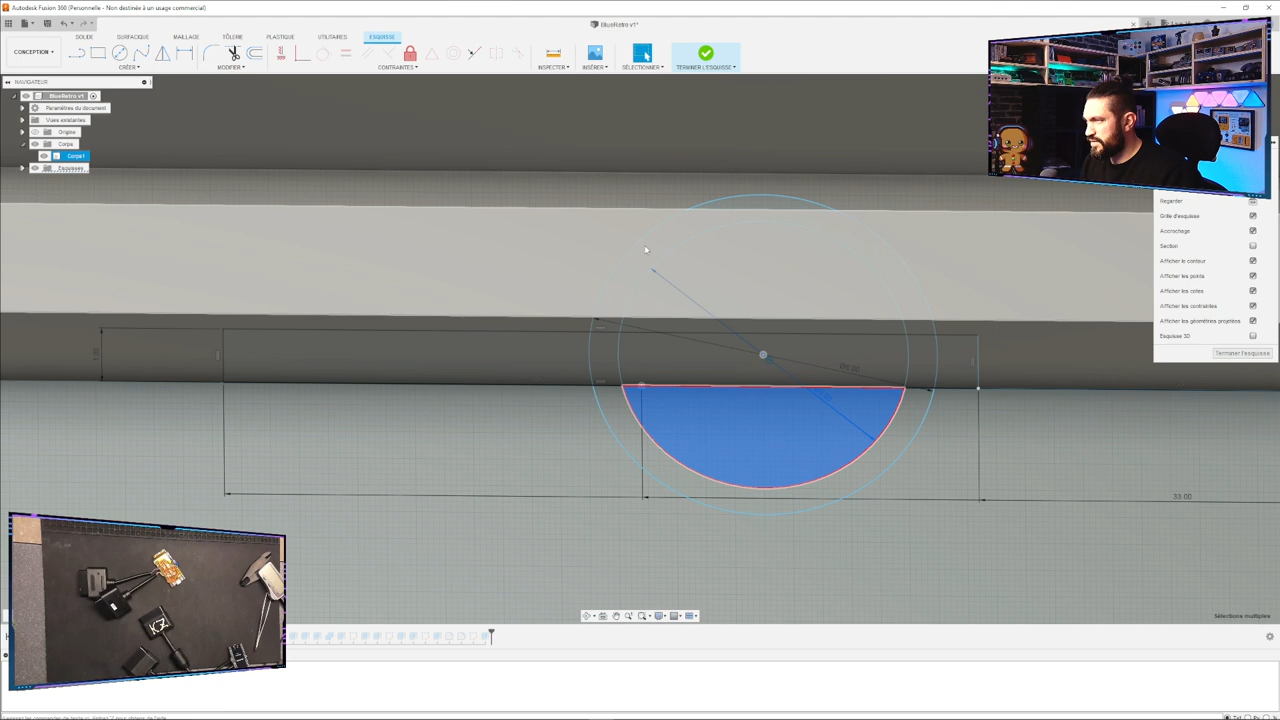 Autodesk Fusion 360 (Personnelle - Non destinées à un usage commercial)
BlueRetro v1*
CONCEPTION
SOLIDE
SURFACIQUE
MAILLAGE
TÔLERIE
PLASTIQUE
UTILITAIRES
ESQUISSE
CRÉER
MODIFIER
CONTRAINTES
INSPECTER
INSÉRER
SÉLECTIONNER
TERMINER L'ESQUISSE
NAVIGATEUR
BlueRetro v1
Paramètres du document
Vues existantes
Origine
Corps
Corps1
Esquisses
Regarder
Grille d'esquisse
Accrochage
Section
Afficher le contour
Afficher les points
Afficher les cotes
Afficher les contraintes
Afficher les géométries projetées
Esquisse 3D
Terminer l'esquisse
33.00
Sélections multiples